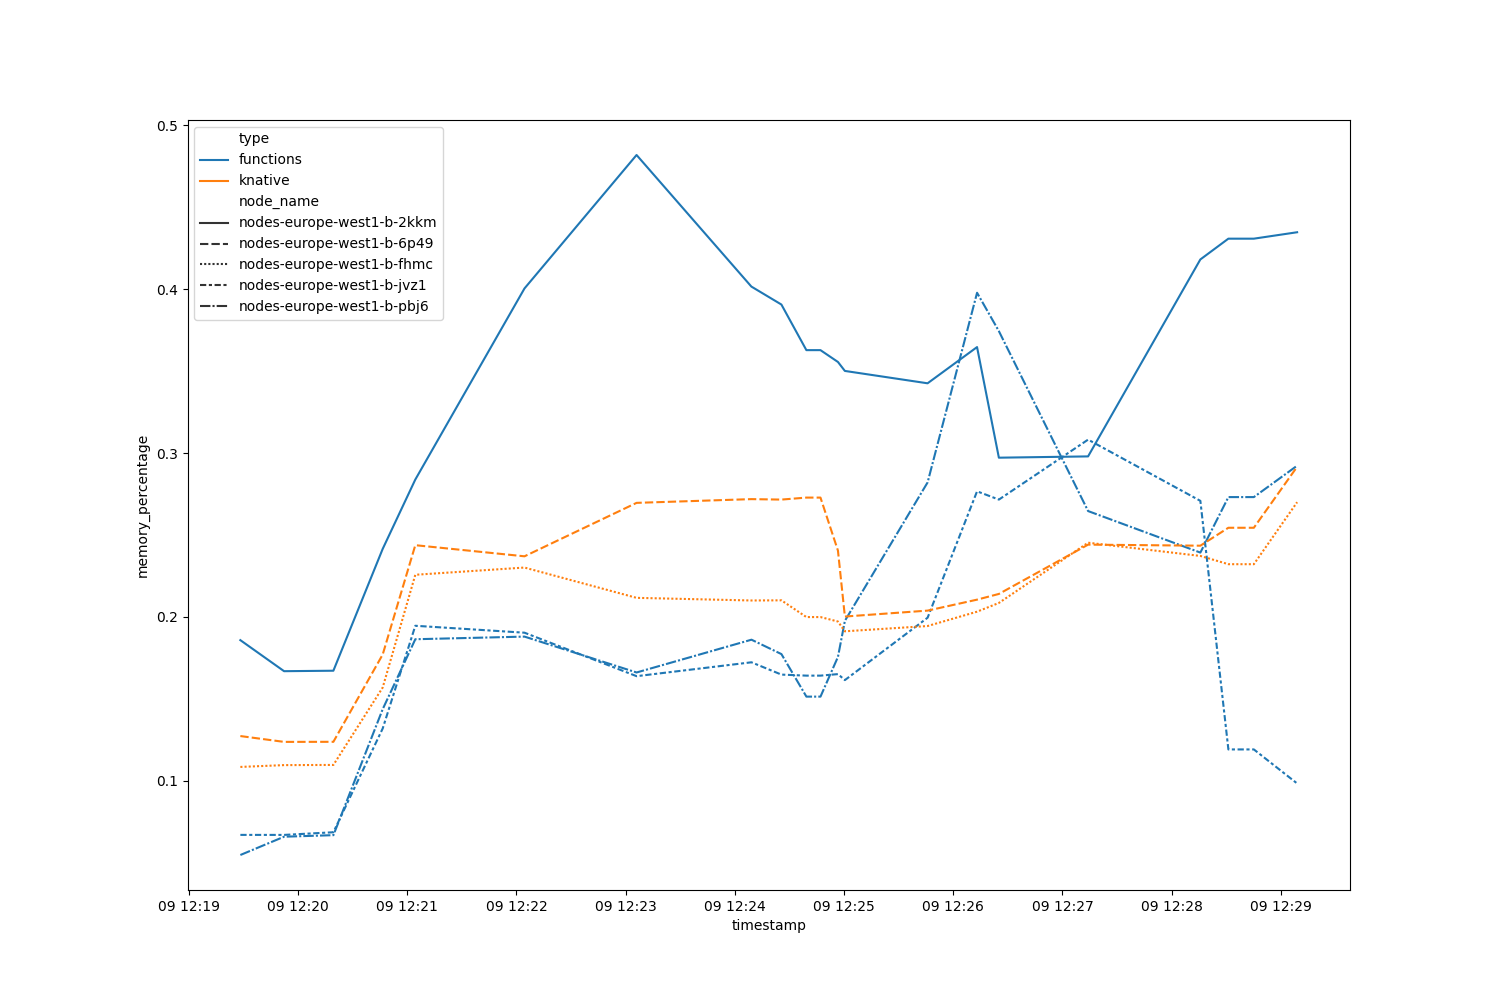 0.5
0.4
0.3
0.2
0.1
memory_percentage
type
functions
knative
node_name
nodes-europe-west1-b-2kkm
nodes-europe-west1-b-6p49
nodes-europe-west1-b-fhmc
nodes-europe-west1-b-jvz1
nodes-europe-west1-b-pbj6
09 12:19 09 12:20 09 12:21 09 12:22 09 12:23 09 12:24 09 12:25 09 12:26 09 12:27 09 12:28 09 12:29
timestamp